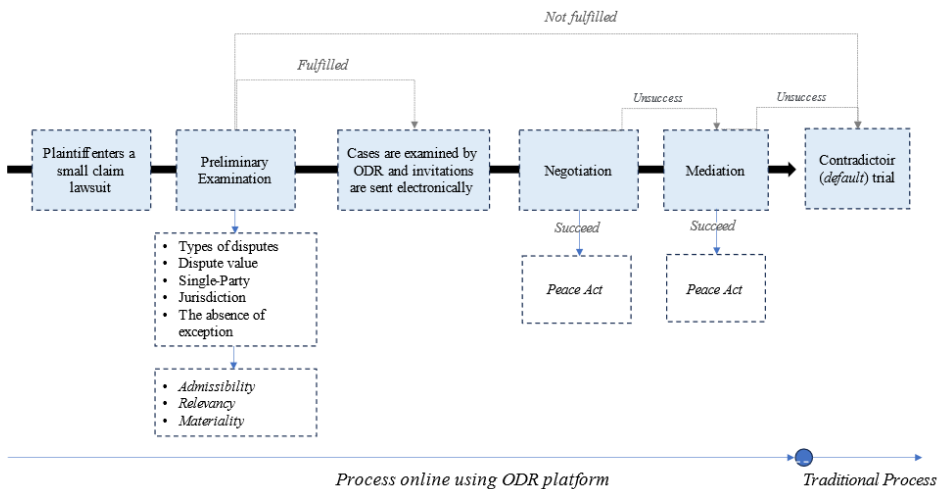 Not fulfilled
Fulfilled
Unsuccess
Unsuccess
Plaintiff enters a
small claim
lawsuit
Preliminary
Examination
Cases are examined by
ODR and invitations
are sent electronically
Negotiation
Mediation
Contradictoir
(default) trial
Succeed
Succeed
• Types of disputes
• Dispute value
• Single-Party
• Jurisdiction
• The absence of
exception
Peace Act
Peace Act
• Admissibility
• Relevancy
• Materiality
Process online using ODR platform
Traditional Process